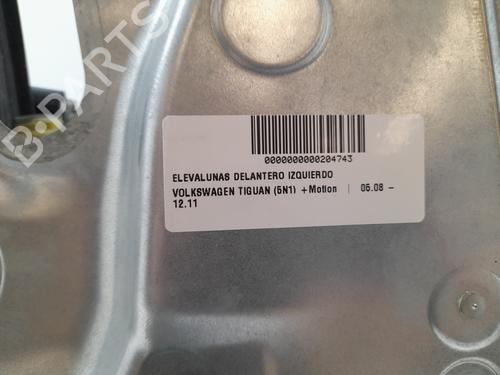 B-PARTS
0000000000204743
ELEVALUNAS DELANTERO IZQUIERDO
VOLKSWAGEN TIGUAN (5N1) +Motion | 05.08 -
12.11